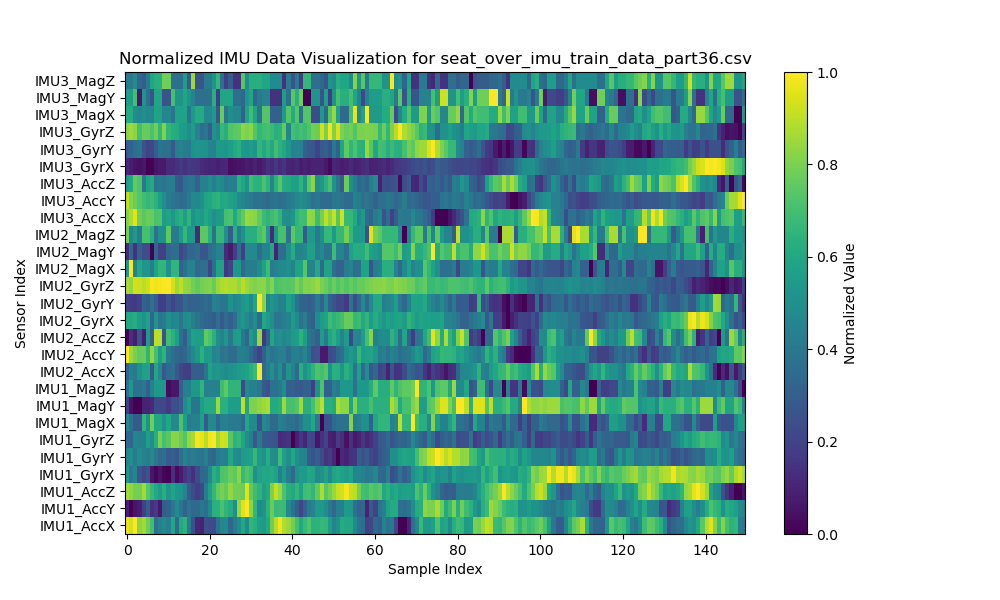 Normalized IMU Data Visualization for seat_over_imu_train_data_part36.csv
IMU3_MagZ
IMU3_MagY
IMU3_MagX
IMU3_GyrZ
IMU3_GyrY
IMU3_GyrX
IMU3_AccZ
IMU3_AccY
IMU3_AccX
IMU2_MagZ
IMU2_MagY
IMU2_MagX
IMU2_GyrZ
IMU2_GyrY
IMU2_GyrX
IMU2_AccZ
IMU2_AccY
IMU2_AccX
IMU1_MagZ
IMU1_MagY
IMU1_MagX
IMU1_GyrZ
IMU1_GyrY
IMU1_GyrX
IMU1_AccZ
IMU1_AccY
IMU1_AccX
Sensor Index
0 20 40 60 80 100 120 140
Sample Index
1.0
0.8
0.6
0.4
0.2
0.0
Normalized Value